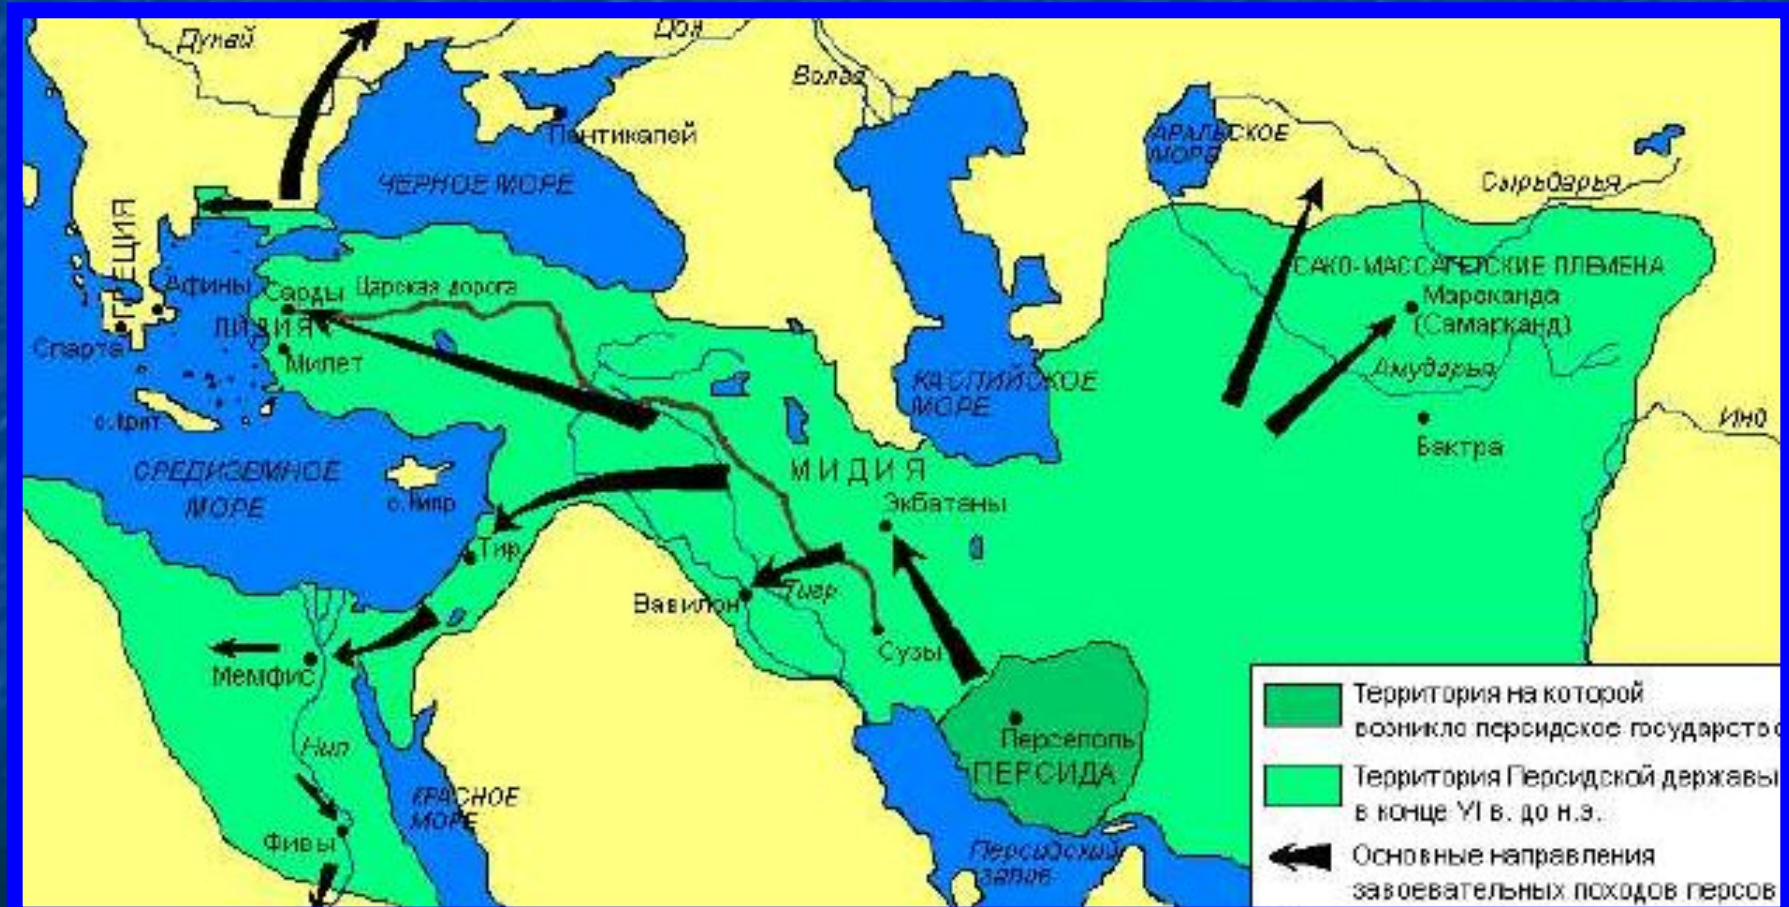 Дунай
Дон
Волга
Пантикапей
ЧЕРНОЕ МОРЕ
АРАЛЬСКОЕ
МОРЕ
Сырьдарья
ГРЕЦИЯ
САКО-МАССАГЕТСКИЕ ПЛЕМЕНА
Афины
Сарды
Царская дорога
Мараканда
(Самарканд)
ЛИДИЯ
Спарта
Милет
Амударья
КАСПИЙСКОЕ
МОРЕ
о.Крит
Инд
Бактра
СРЕДИЗЕМНОЕ
МОРЕ
МИДИЯ
о.Кипр
Экбатаны
Тир
Тигр
Вавилон
Сузы
Мемфис
Персеполь
ПЕРСИДА
Нил
КРАСНОЕ
МОРЕ
Фивы
Персидский
залив
Территория на которой
возникло персидское государство
Территория Персидской державы
в конце VI в. до н.э.
Основные направления
завоевательных походов персов